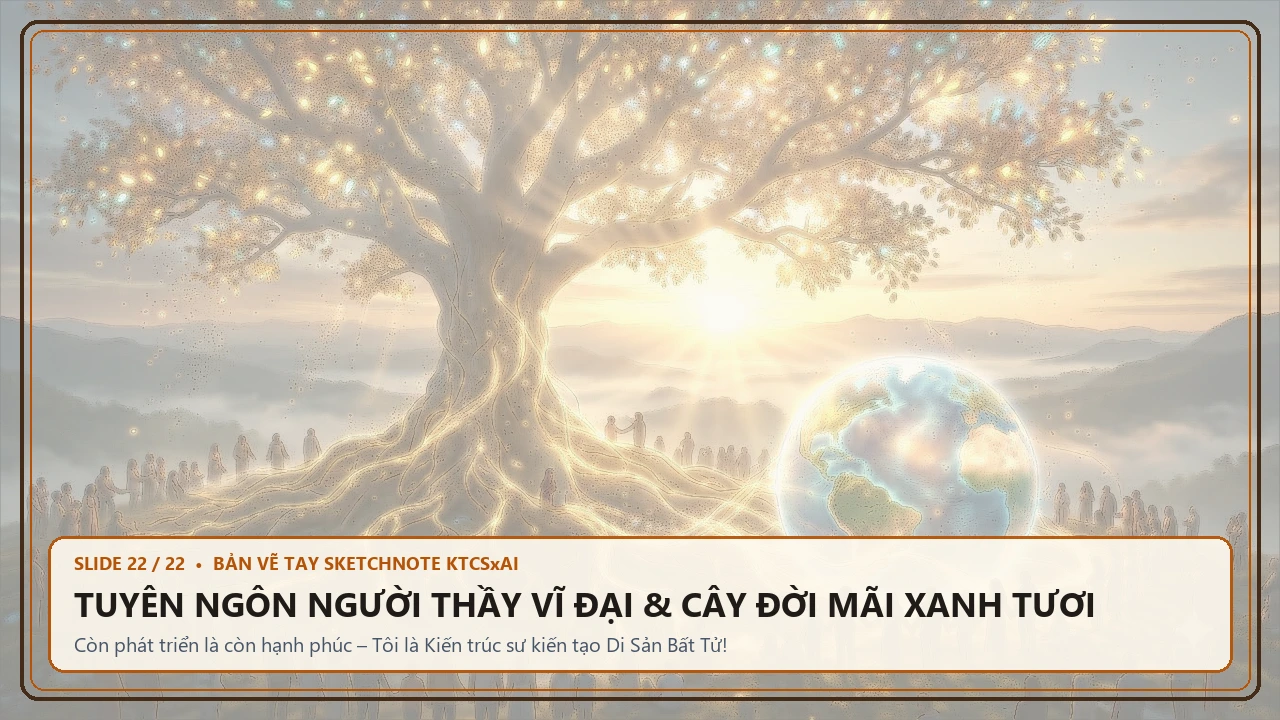 SLIDE 22 / 22 • BẢN VẼ TAY SKETCHNOTE KTCSxAI
TUYÊN NGÔN NGƯỜI THẦY VĨ ĐẠI & CÂY ĐỜI MÃI XANH TƯƠI
Còn phát triển là còn hạnh phúc – Tôi là Kiến trúc sư kiến tạo Di Sản Bất Tử!